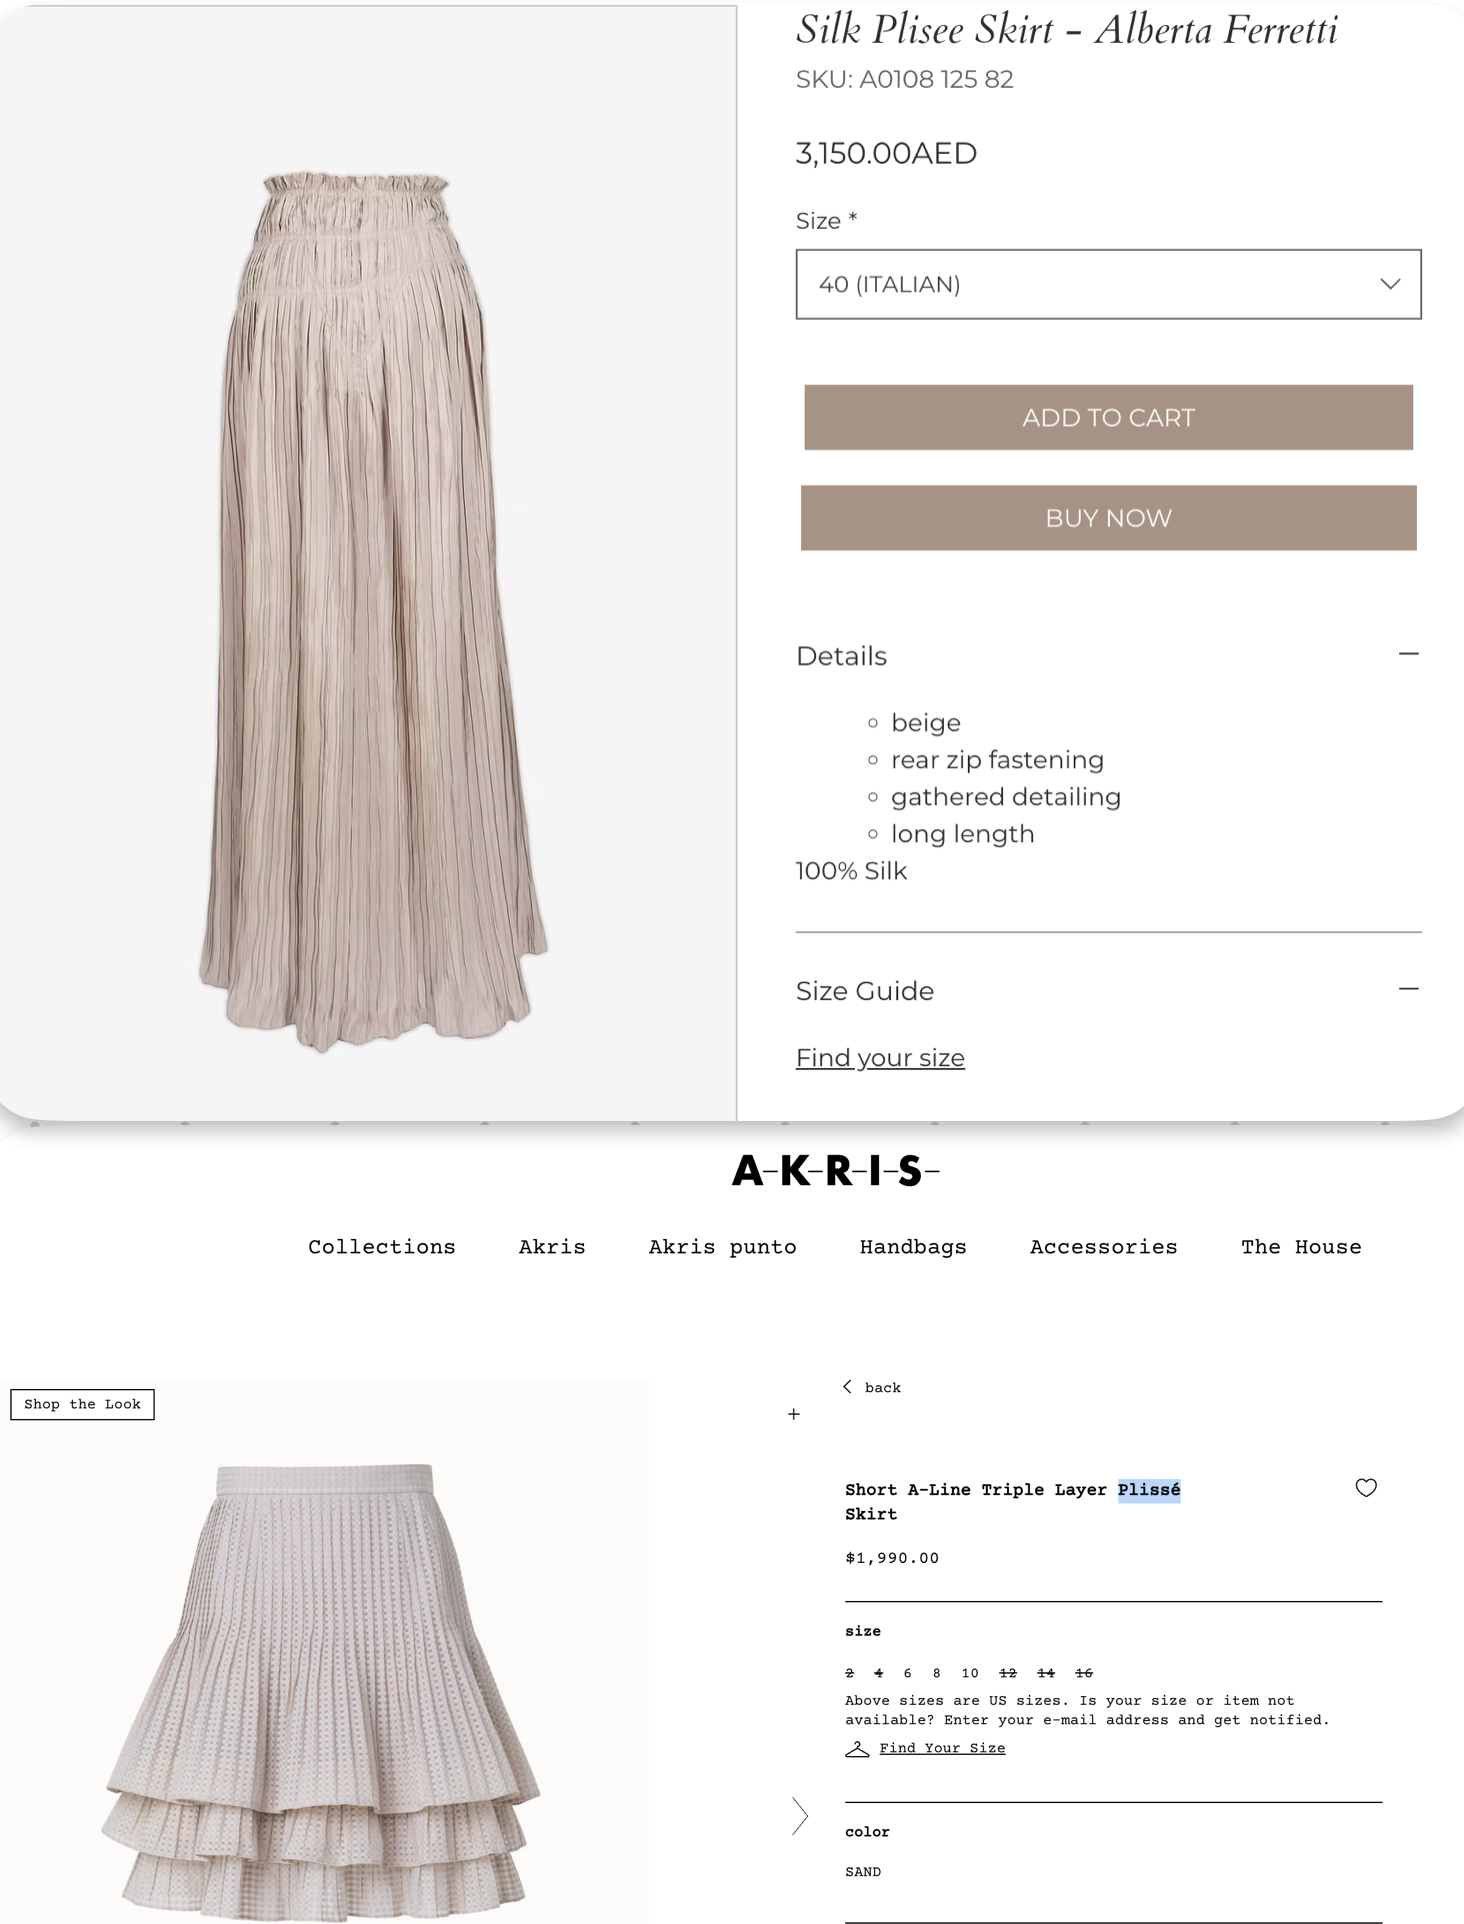 Silk Plisee Skirt - Alberta Ferretti
SKU: A0108 125 82
3,150.00AED
Size *
40 (ITALIAN)
ADD TO CART
BUY NOW
Details
beige
rear zip fastening
gathered detailing
long length
100% Silk
Size Guide
Find your size
A-K-R-I-S-
Collections Akris Akris punto Handbags Accessories The House
Shop the Look
back
Short A-Line Triple Layer Plissé
Skirt
$1,990.00
size
2 4 6 8 10 12 14 16
Above sizes are US sizes. Is your size or item not
available? Enter your e-mail address and get notified.
Find Your Size
color
SAND